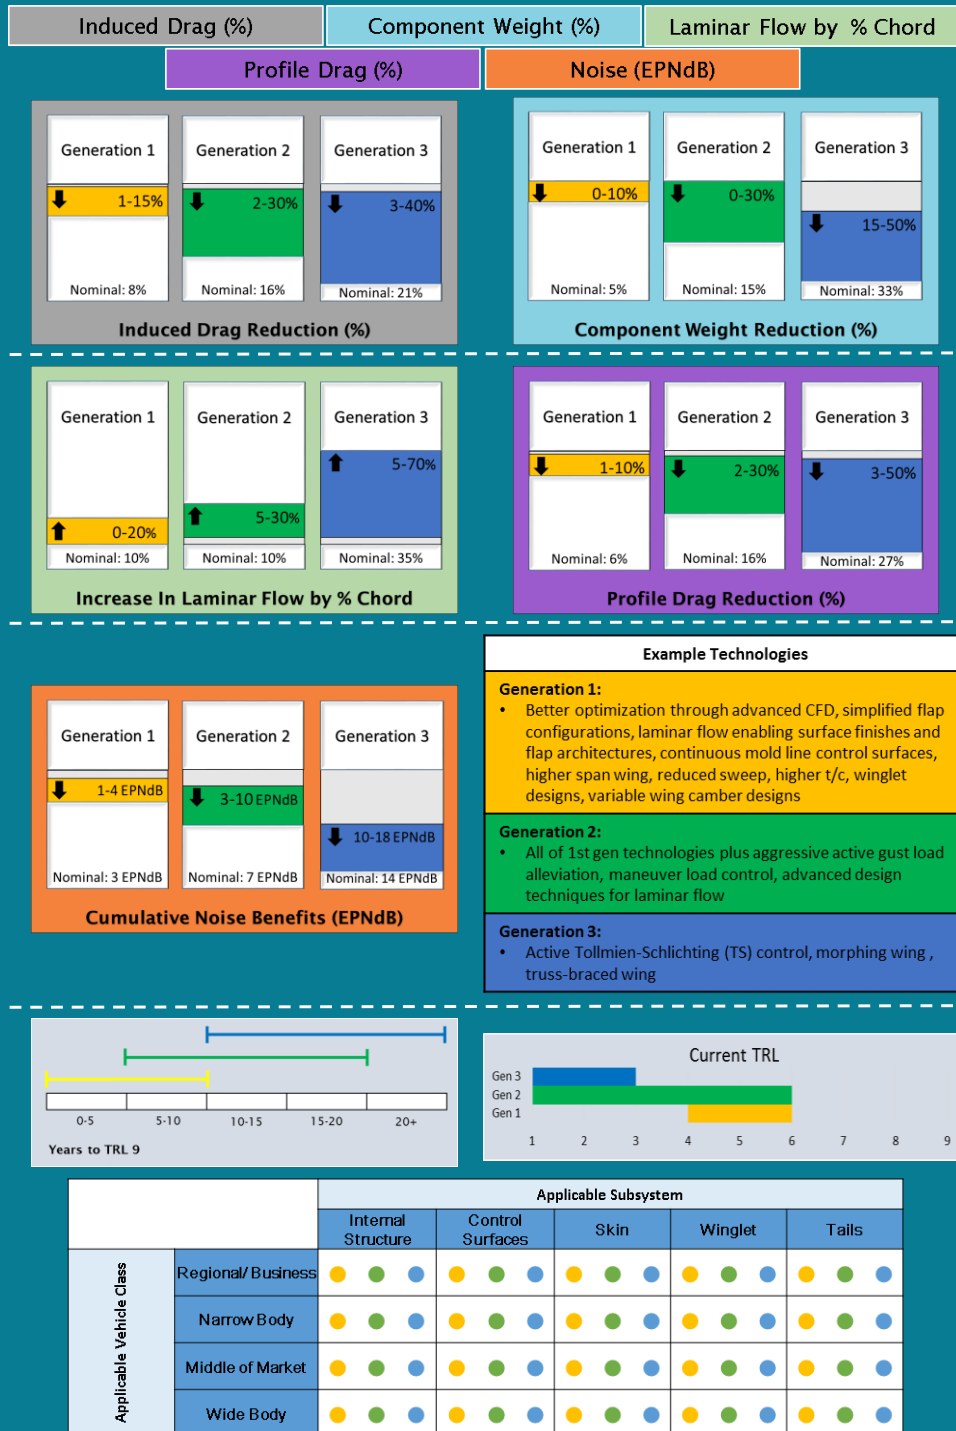 Induced Drag (%)
Component Weight (%)
Laminar Flow by % Chord
Profile Drag (%)
Noise (EPNdB)
Generation 1
Generation 2
Generation 3
1-15%
2-30%
3-40%
Nominal: 8%
Nominal: 16%
Nominal: 21%
Induced Drag Reduction (%)
Generation 1
Generation 2
Generation 3
0-10%
0-30%
15-50%
Nominal: 5%
Nominal: 15%
Nominal: 33%
Component Weight Reduction (%)
Generation 1
Generation 2
Generation 3
0-20%
5-30%
5-70%
Nominal: 10%
Nominal: 10%
Nominal: 35%
Increase In Laminar Flow by % Chord
Generation 1
Generation 2
Generation 3
1-10%
2-30%
3-50%
Nominal: 6%
Nominal: 16%
Nominal: 27%
Profile Drag Reduction (%)
Generation 1
Generation 2
Generation 3
1-4 EPNdB
3-10 EPNdB
10-18 EPNdB
Nominal: 3 EPNdB
Nominal: 7 EPNdB
Nominal: 14 EPNdB
Cumulative Noise Benefits (EPNdB)
Example Technologies
Generation 1:
• Better optimization through advanced CFD, simplified flap
configurations, laminar flow enabling surface finishes and
flap architectures, continuous mold line control surfaces,
higher span wing, reduced sweep, higher t/c, winglet
designs, variable wing camber designs
Generation 2:
• All of 1st gen technologies plus aggressive active gust load
alleviation, maneuver load control, advanced design
techniques for laminar flow
Generation 3:
• Active Tollmien-Schlichting (TS) control, morphing wing ,
truss-braced wing
0-5
5-10
10-15
15-20
20+
Years to TRL 9
Current TRL
Gen 3
Gen 2
Gen 1
1 2 3 4 5 6 7 8 9
Applicable Subsystem
Internal
Structure
Control
Surfaces
Skin
Winglet
Tails
Applicable Vehicle Class
Regional/ Business
Narrow Body
Middle of Market
Wide Body